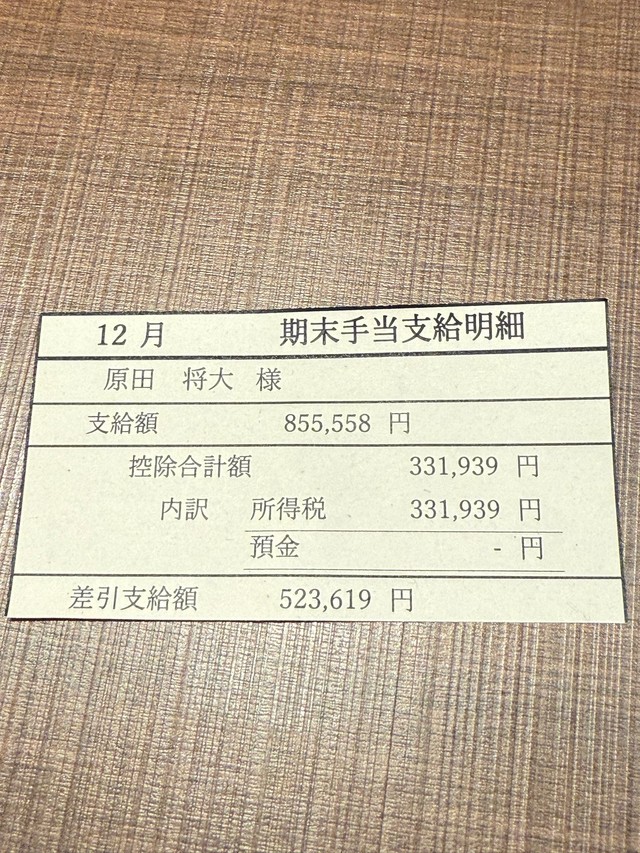 12 月 期末手当支給明細
原田 将大 様
支給額 855,558 円
控除合計額 331,939 円
内訳 所得税 331,939 円
預金 - 円
差引支給額 523,619 円